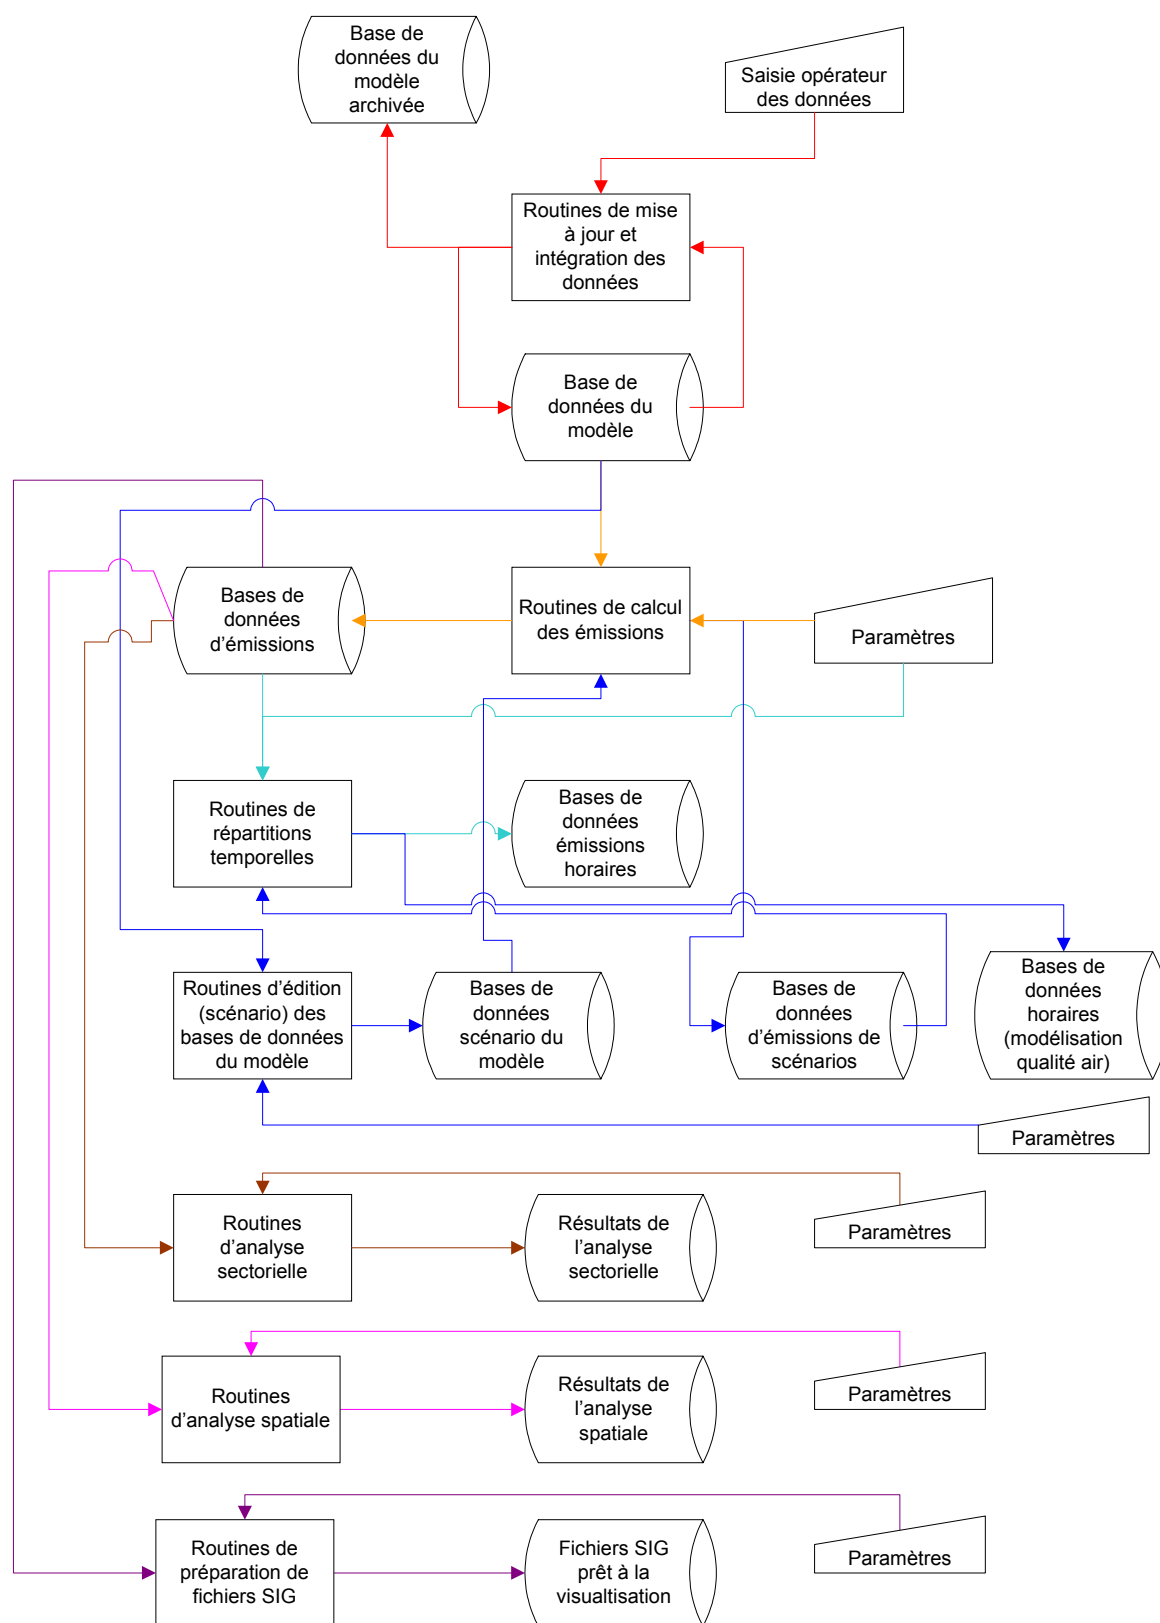 Base de
données du
modèle
archivée
Saisie opérateur
des données
Routines de mise
à jour et
intégration des
données
Base de
données du
modèle
Bases de
données
d’émissions
Routines de calcul
des émissions
Paramètres
Routines de
répartitions
temporelles
Bases de
données
émissions
horaires
Routines d’édition
(scénario) des
bases de données
du modèle
Bases de
données
scénario du
modèle
Bases de
données
d’émissions de
scénarios
Bases de
données
horaires
(modélisation
qualité air)
Paramètres
Routines
d’analyse
sectorielle
Résultats de
l’analyse
sectorielle
Paramètres
Routines
d’analyse spatiale
Résultats de
l’analyse
spatiale
Paramètres
Routines de
préparation de
fichiers SIG
Fichiers SIG
prêt à la
visualtisation
Paramètres